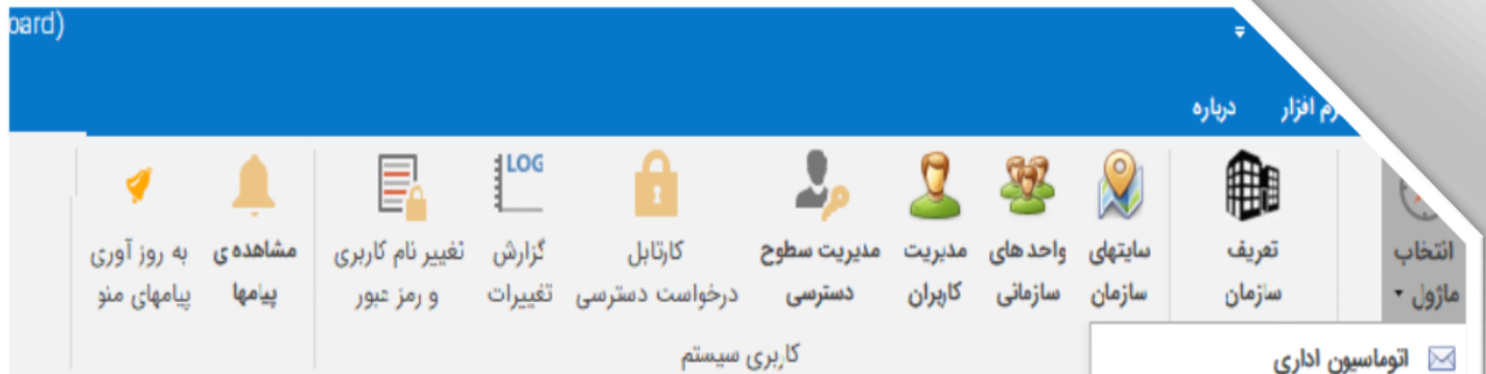 oard)
درباره
رم افزار
انتخاب
ماژول
تعریف
سازمان
سایتهای
سازمان
واحد های
سازمانی
مدیریت
کاربران
مدیریت سطوح
دسترسی
کارتابل
درخواست دسترسی
LOG
گزارش
تغییرات
تغییر نام کاربری
و رمز عبور
مشاهده ی
پیامها
به روز آوری
پیامهای منو
کاربری سیستم
اتوماسیون اداری